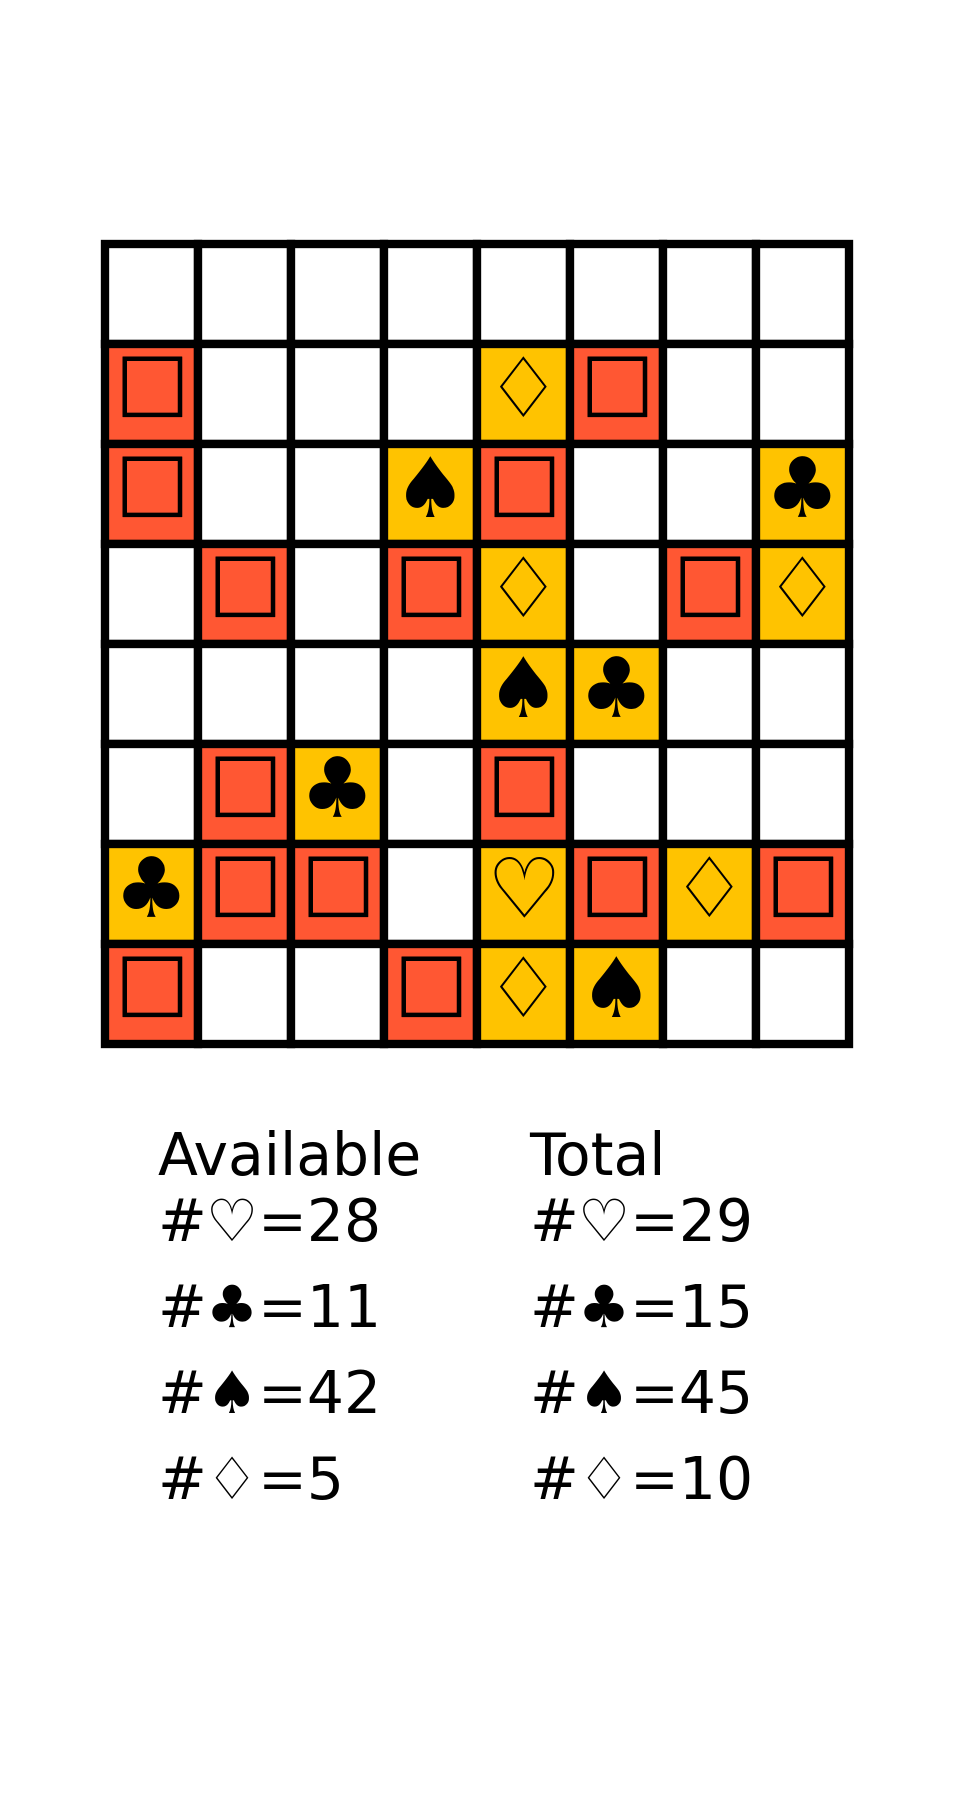 □ ♢ □
□ ♠ □ ♣
□ □ ♢ □ ♢
♠ ♣
□ ♣ □
♣ □ □ ♡ □ ♢ □
□ □ ♢ ♠
Available Total
#♡=28 #♡=29
#♣=11 #♣=15
#♠=42 #♠=45
#♢=5 #♢=10